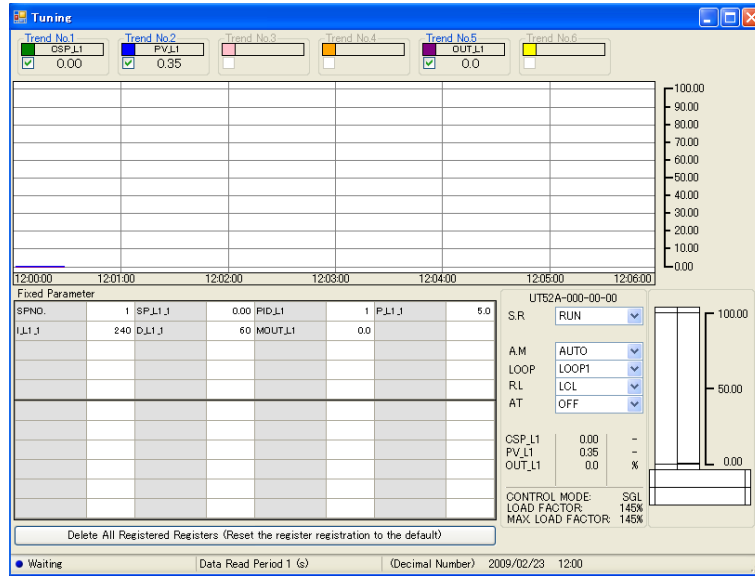 Tuning
Trend No.1 Trend No.2 Trend No.3 Trend No.4 Trend No.5 Trend No.6
CSP_L1 PV_L1 OUT_L1
0.00 0.35 0.0
100.00
90.00
80.00
70.00
60.00
50.00
40.00
30.00
20.00
10.00
0.00
12:00:00 12:01:00 12:02:00 12:03:00 12:04:00 12:05:00 12:06:00
Fixed Parameter
SPNO. 1 SP_L1_1 0.00 PID_L1 1 P_L1_1 5.0
I_L1_1 240 D_L1_1 60 MOUT_L1 0.0
UT52A-000-00-00
S.R RUN
A.M AUTO
LOOP LOOP1
R.L LCL
AT OFF
CSP_L1 0.00 -
PV_L1 0.35 -
OUT_L1 0.0 %
CONTROL MODE: SGL
LOAD FACTOR: 145%
MAX. LOAD FACTOR: 145%
100.00
50.00
0.00
Delete All Registered Registers (Reset the register registration to the default)
Waiting Data Read Period 1 (s) (Decimal Number) 2009/02/23 12:00